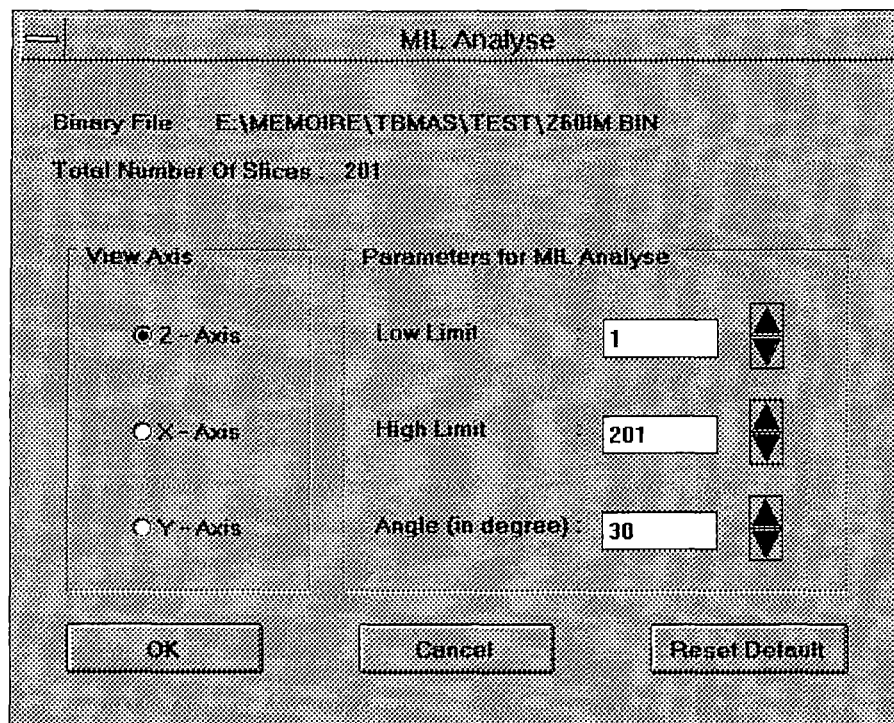 MIL Analyse
Binary File : E:\MEMOIRE\TBMAS\TEST\Z60IM.BIN
Total Number Of Slices : 201
View Axis
Parameters for MIL Analyse
Z - Axis
Low Limit
1
X - Axis
High Limit
201
Y - Axis
Angle (in degree) :
30
OK
Cancel
Reset Default